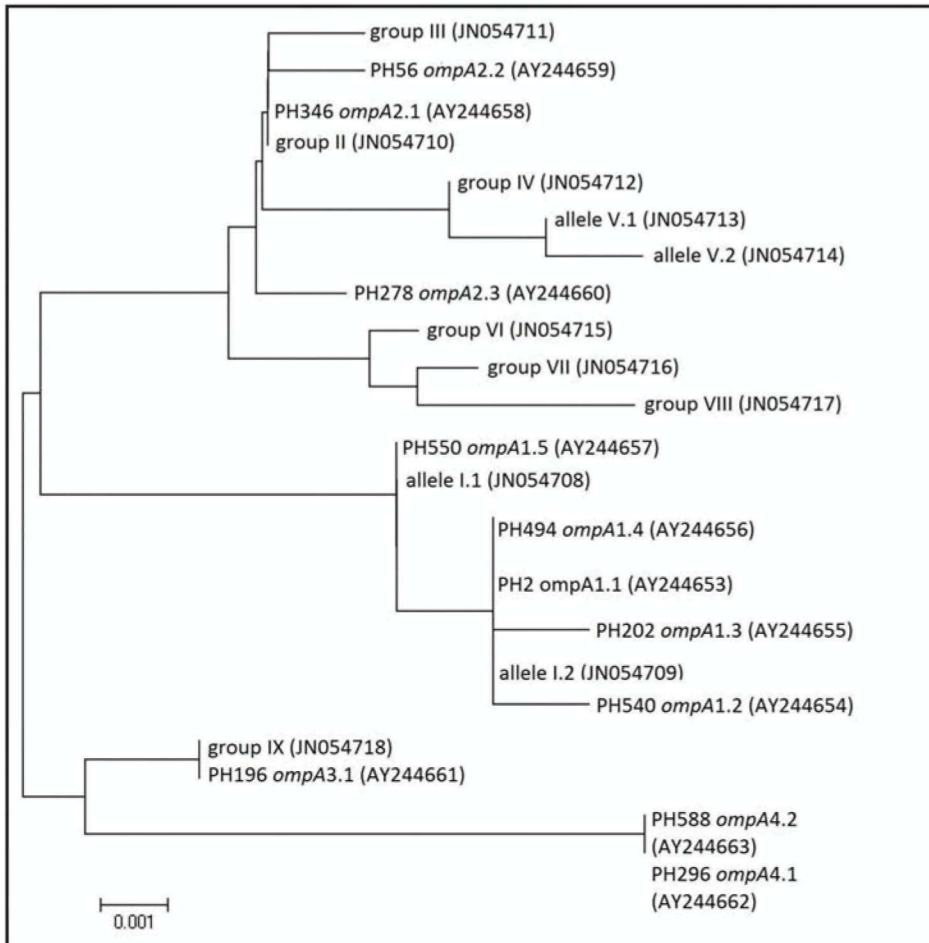 group III (JN054711)
PH56 ompA2.2 (AY244659)
PH346 ompA2.1 (AY244658)
group II (JN054710)
group IV (JN054712)
allele V.1 (JN054713)
allele V.2 (JN054714)
PH278 ompA2.3 (AY244660)
group VI (JN054715)
group VII (JN054716)
group VIII (JN054717)
PH550 ompA1.5 (AY244657)
allele I.1 (JN054708)
PH494 ompA1.4 (AY244656)
PH2 ompA1.1 (AY244653)
PH202 ompA1.3 (AY244655)
allele I.2 (JN054709)
PH540 ompA1.2 (AY244654)
group IX (JN054718)
PH196 ompA3.1 (AY244661)
PH588 ompA4.2
(AY244663)
PH296 ompA4.1
(AY244662)
0.001